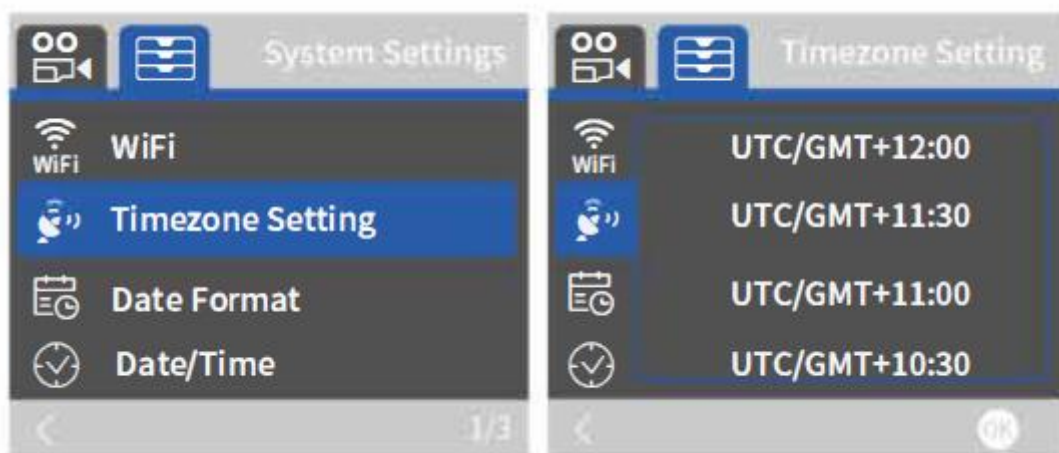 System Settings
WiFi
WiFi
Timezone Setting
Date Format
Date/Time
1/3
Timezone Setting
WiFi
UTC/GMT+12:00
UTC/GMT+11:30
UTC/GMT+11:00
UTC/GMT+10:30
OK